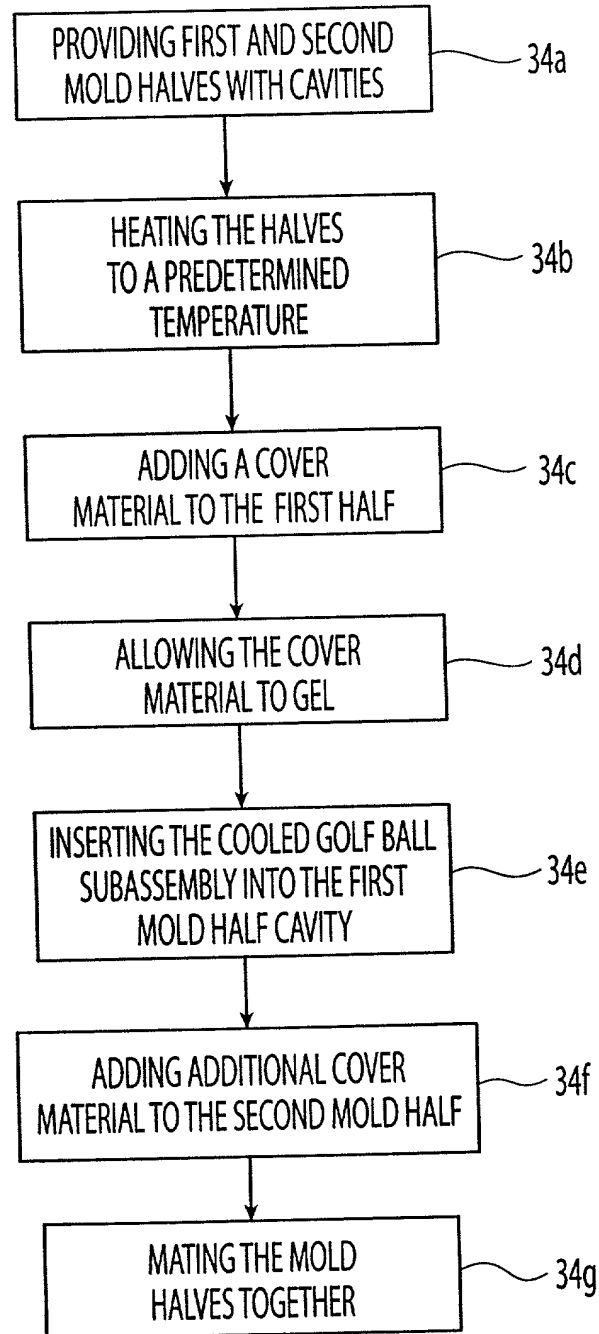 PROVIDING FIRST AND SECOND
MOLD HALVES WITH CAVITIES
34a
HEATING THE HALVES
TO A PREDETERMINED
TEMPERATURE
34b
ADDING A COVER
MATERIAL TO THE FIRST HALF
34c
ALLOWING THE COVER
MATERIAL TO GEL
34d
INSERTING THE COOLED GOLF BALL
SUBASSEMBLY INTO THE FIRST
MOLD HALF CAVITY
34e
ADDING ADDITIONAL COVER
MATERIAL TO THE SECOND MOLD HALF
34f
MATING THE MOLD
HALVES TOGETHER
34g